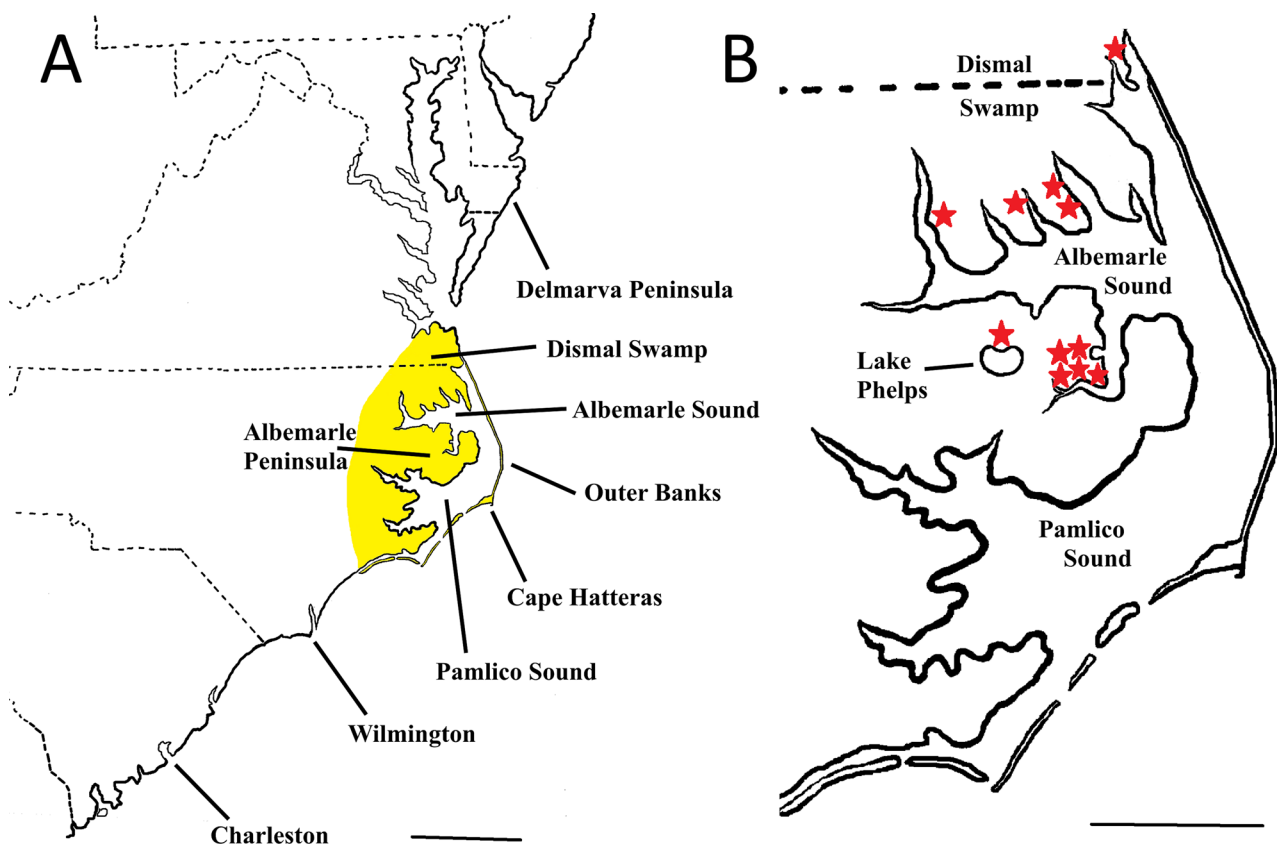 A
Delmarva Peninsula
Dismal Swamp
Albemarle Sound
Albemarle
Peninsula
Outer Banks
Cape Hatteras
Pamlico Sound
Wilmington
Charleston
B
Dismal
Swamp
Albemarle
Sound
Lake
Phelps
Pamlico
Sound